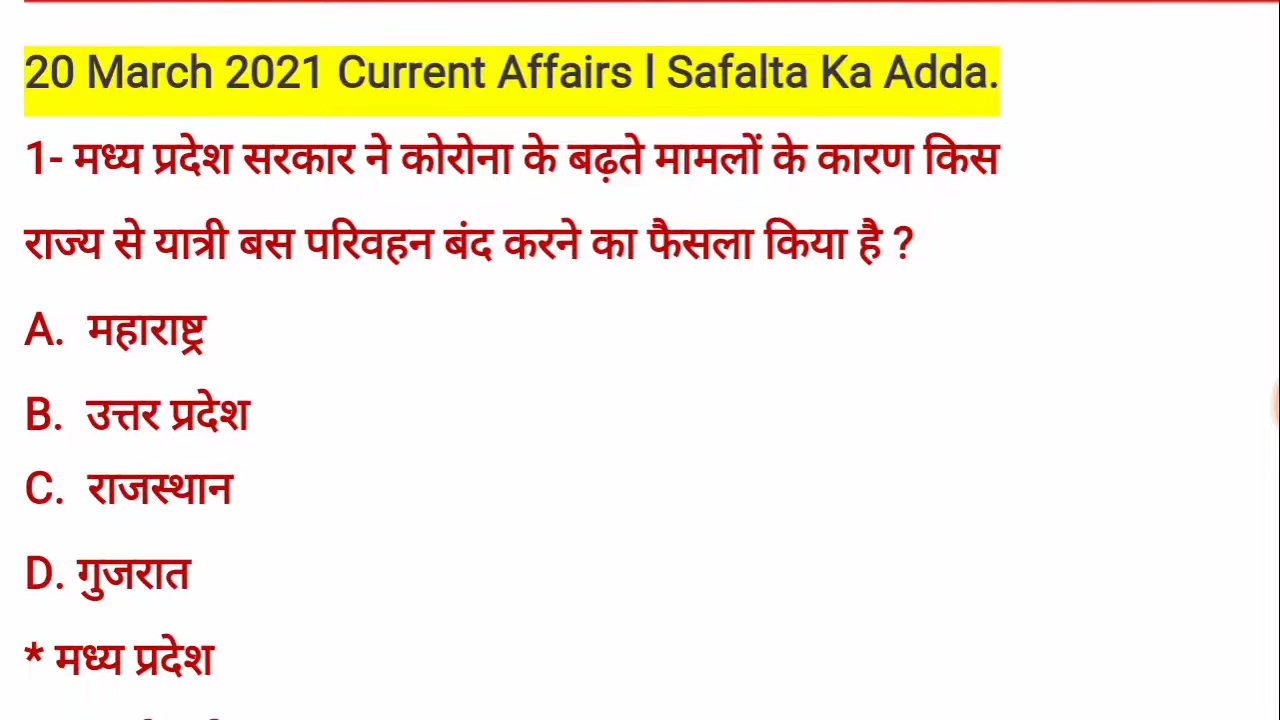 20 March 2021 Current Affairs l Safalta Ka Adda.
1- मध्य प्रदेश सरकार ने कोरोना के बढ़ते मामलों के कारण किस
राज्य से यात्री बस परिवहन बंद करने का फैसला किया है ?
A. महाराष्ट्र
B. उत्तर प्रदेश
C. राजस्थान
D. गुजरात
* मध्य प्रदेश